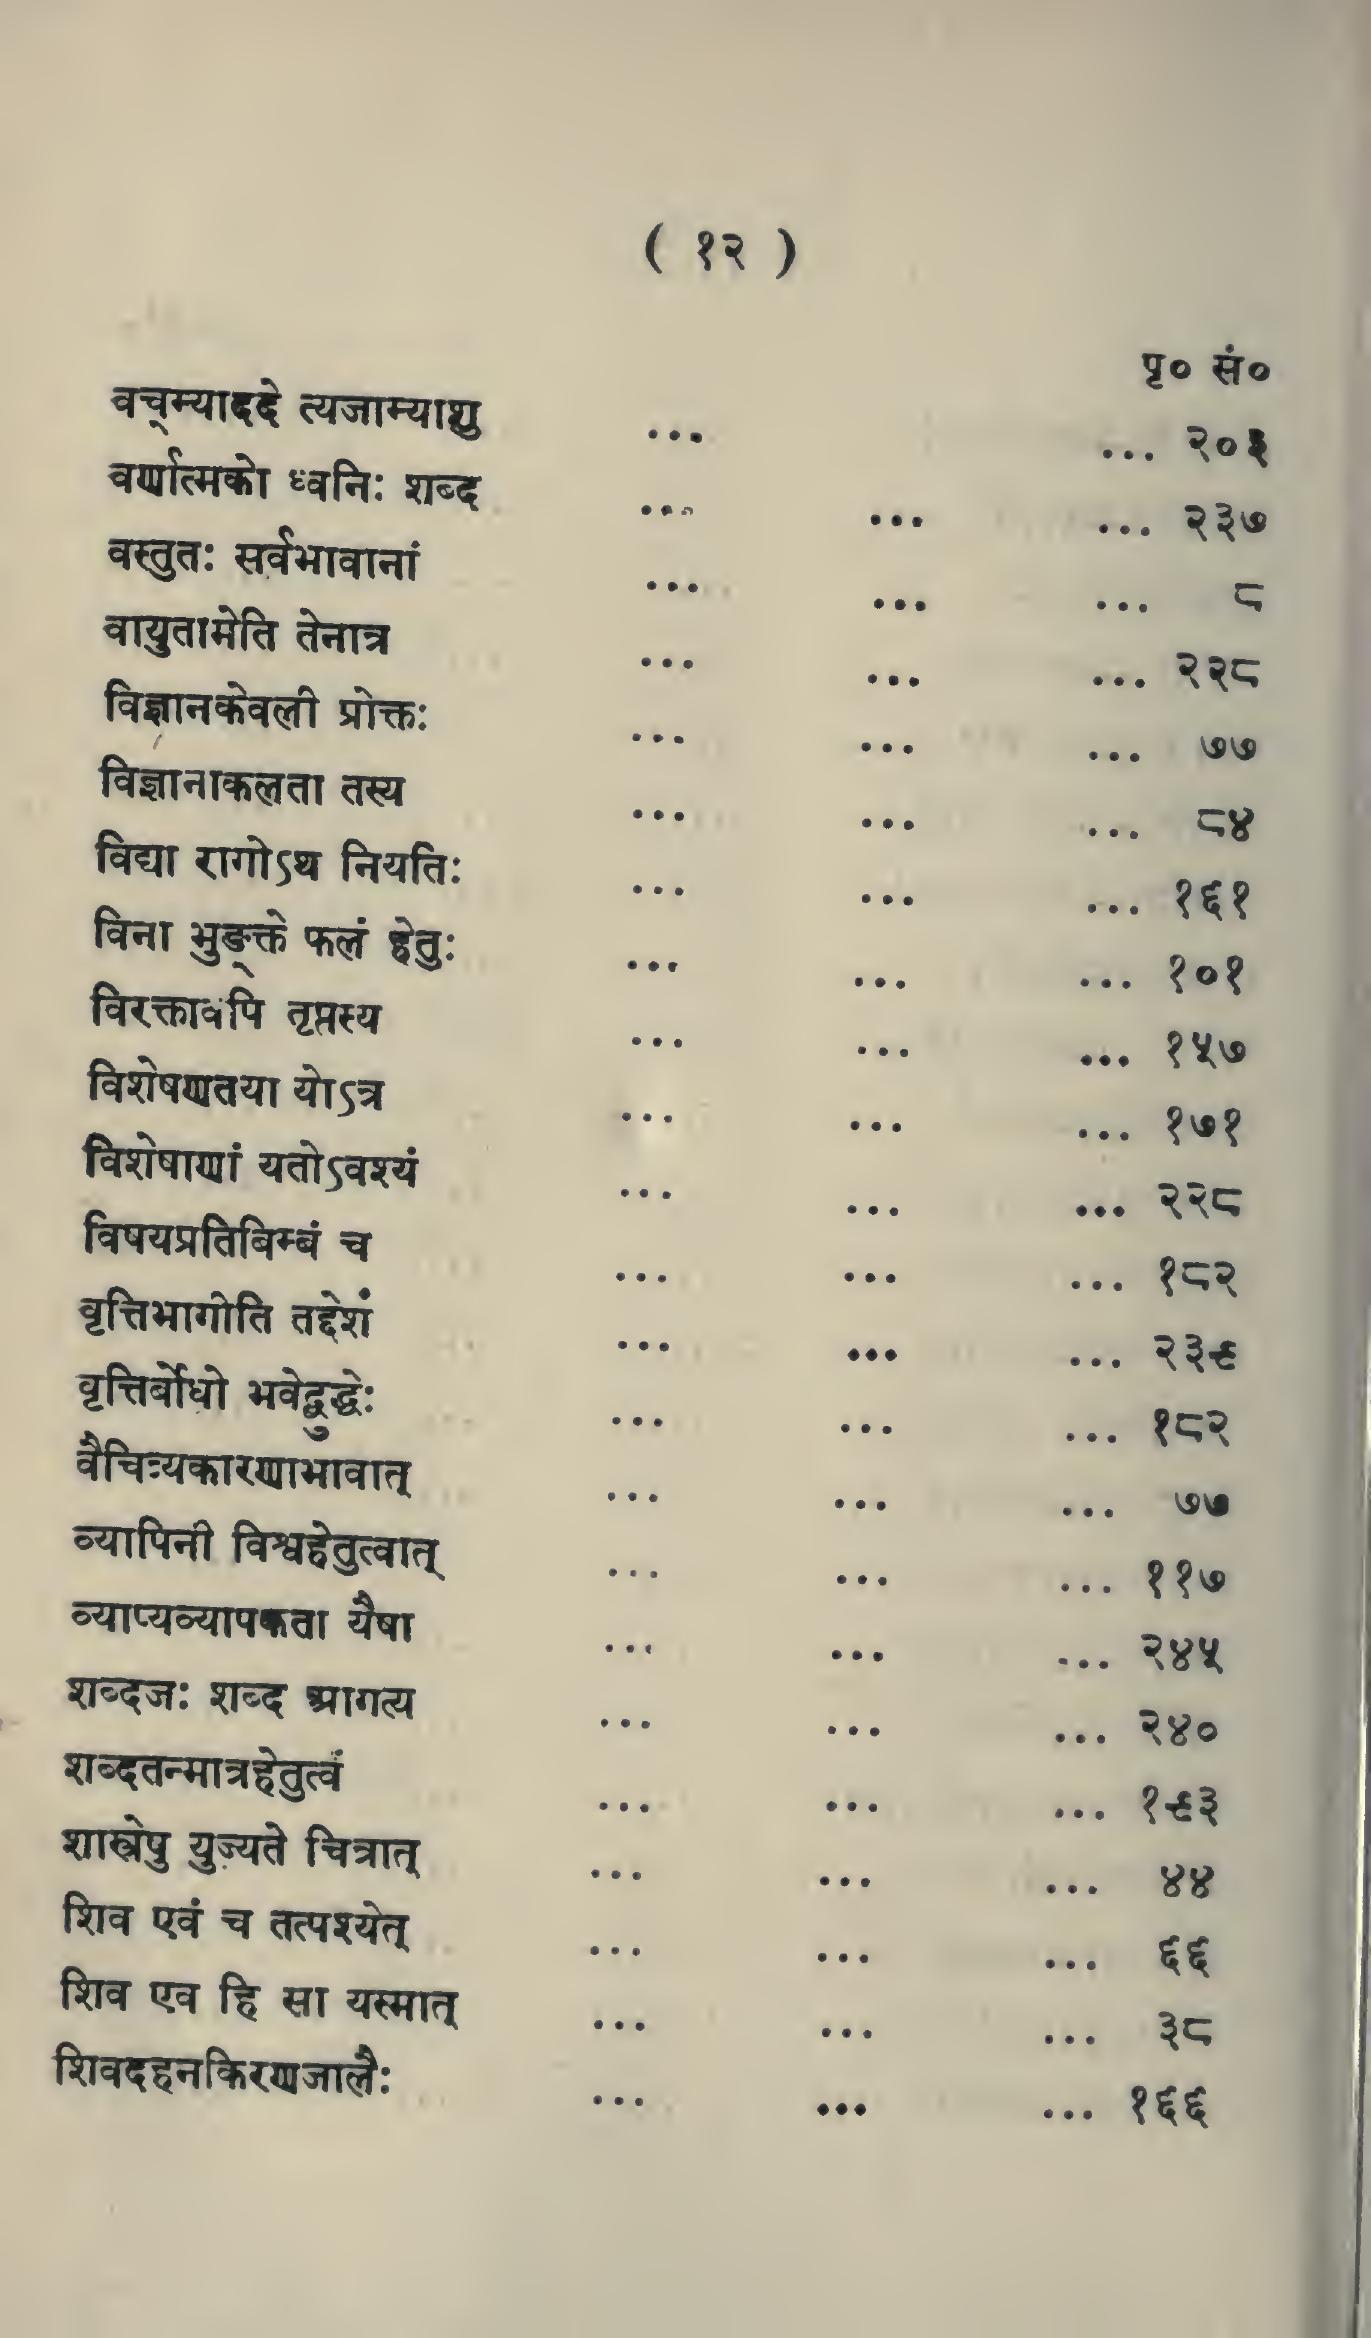 ( १२ )
पृ० सं०
वच्म्याददे त्यजाम्याशु ... ... २०३
वर्णात्मको ध्वनिः शब्द ... ... ... २३७
वस्तुतः सर्वभावानां ... ... ... ८
वायुतामेति तेनात्र ... ... ... २२८
विज्ञानकेवली प्रोक्तः ... ... ... ७७
विज्ञानाकलता तस्य ... ... ... ८४
विद्या रागोऽथ नियतिः ... ... ... १६१
विना भुङ्क्ते फलं हेतुः ... ... ... १०१
विरक्तावपि तृप्तस्य ... ... ... १५७
विशेषणतया योऽत्र ... ... ... १७१
विशेषाणां यतोऽवश्यं ... ... ... २२८
विषयप्रतिबिम्बं च ... ... ... १८२
वृत्तिभागीति तद्देशं ... ... ... २३९
वृत्तिर्बोधो भवेद्बुद्धेः ... ... ... १८२
वैचित्र्यकारणाभावात् ... ... ... ७७
व्यापिनी विश्वहेतुत्वात् ... ... ... ११७
व्याप्यव्यापकता यैषा ... ... ... २४५
शब्दजः शब्द आगत्य ... ... ... २४०
शब्दतन्मात्रहेतुत्वं ... ... ... १९३
शास्त्रेषु युज्यते चित्रात् ... ... ... ४४
शिव एवं च तत्पश्येत् ... ... ... ६६
शिव एव हि सा यस्मात् ... ... ... ३८
शिवदहनकिरणजालैः ... ... ... १६६